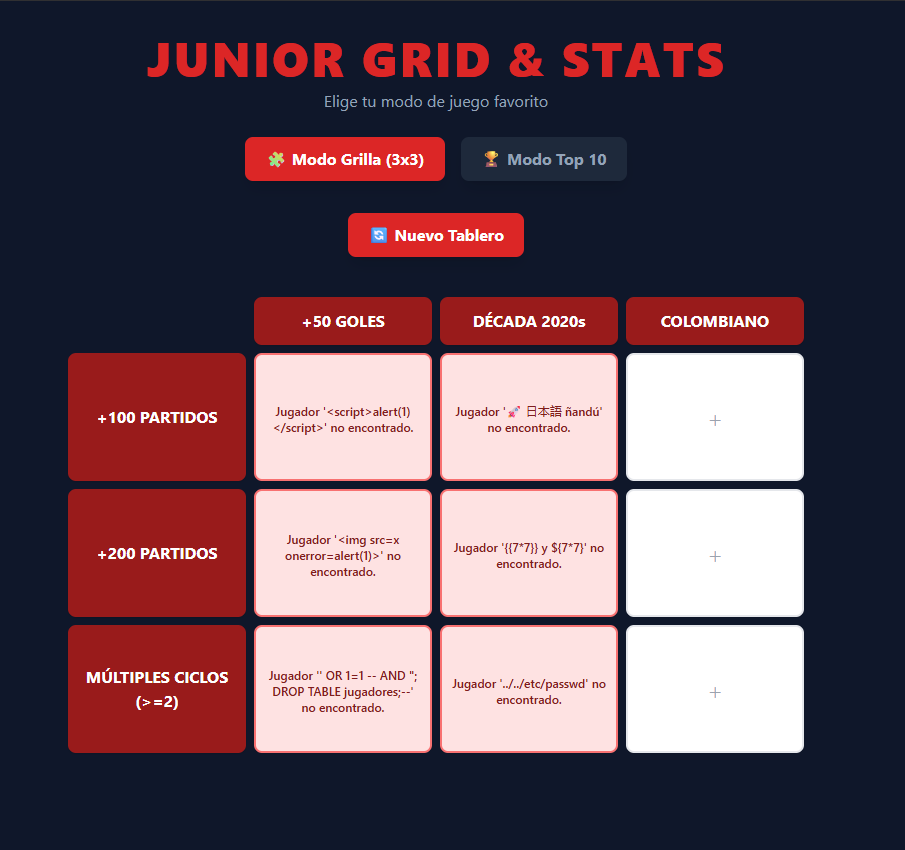 JUNIOR GRID & STATS
Elige tu modo de juego favorito
🧩 Modo Grilla (3x3)
🏆 Modo Top 10
🔄 Nuevo Tablero
+50 GOLES
DÉCADA 2020s
COLOMBIANO
+100 PARTIDOS
Jugador '<script>alert(1)
</script>' no encontrado.
Jugador '🚀 日本語 ñandú'
no encontrado.
+
+200 PARTIDOS
Jugador '<img src=x
onerror=alert(1)>' no
encontrado.
Jugador '{{7*7}} y ${7*7}' no
encontrado.
+
MÚLTIPLES CICLOS
(>=2)
Jugador '' OR 1=1 -- AND '';
DROP TABLE jugadores;--'
no encontrado.
Jugador '../../etc/passwd' no
encontrado.
+